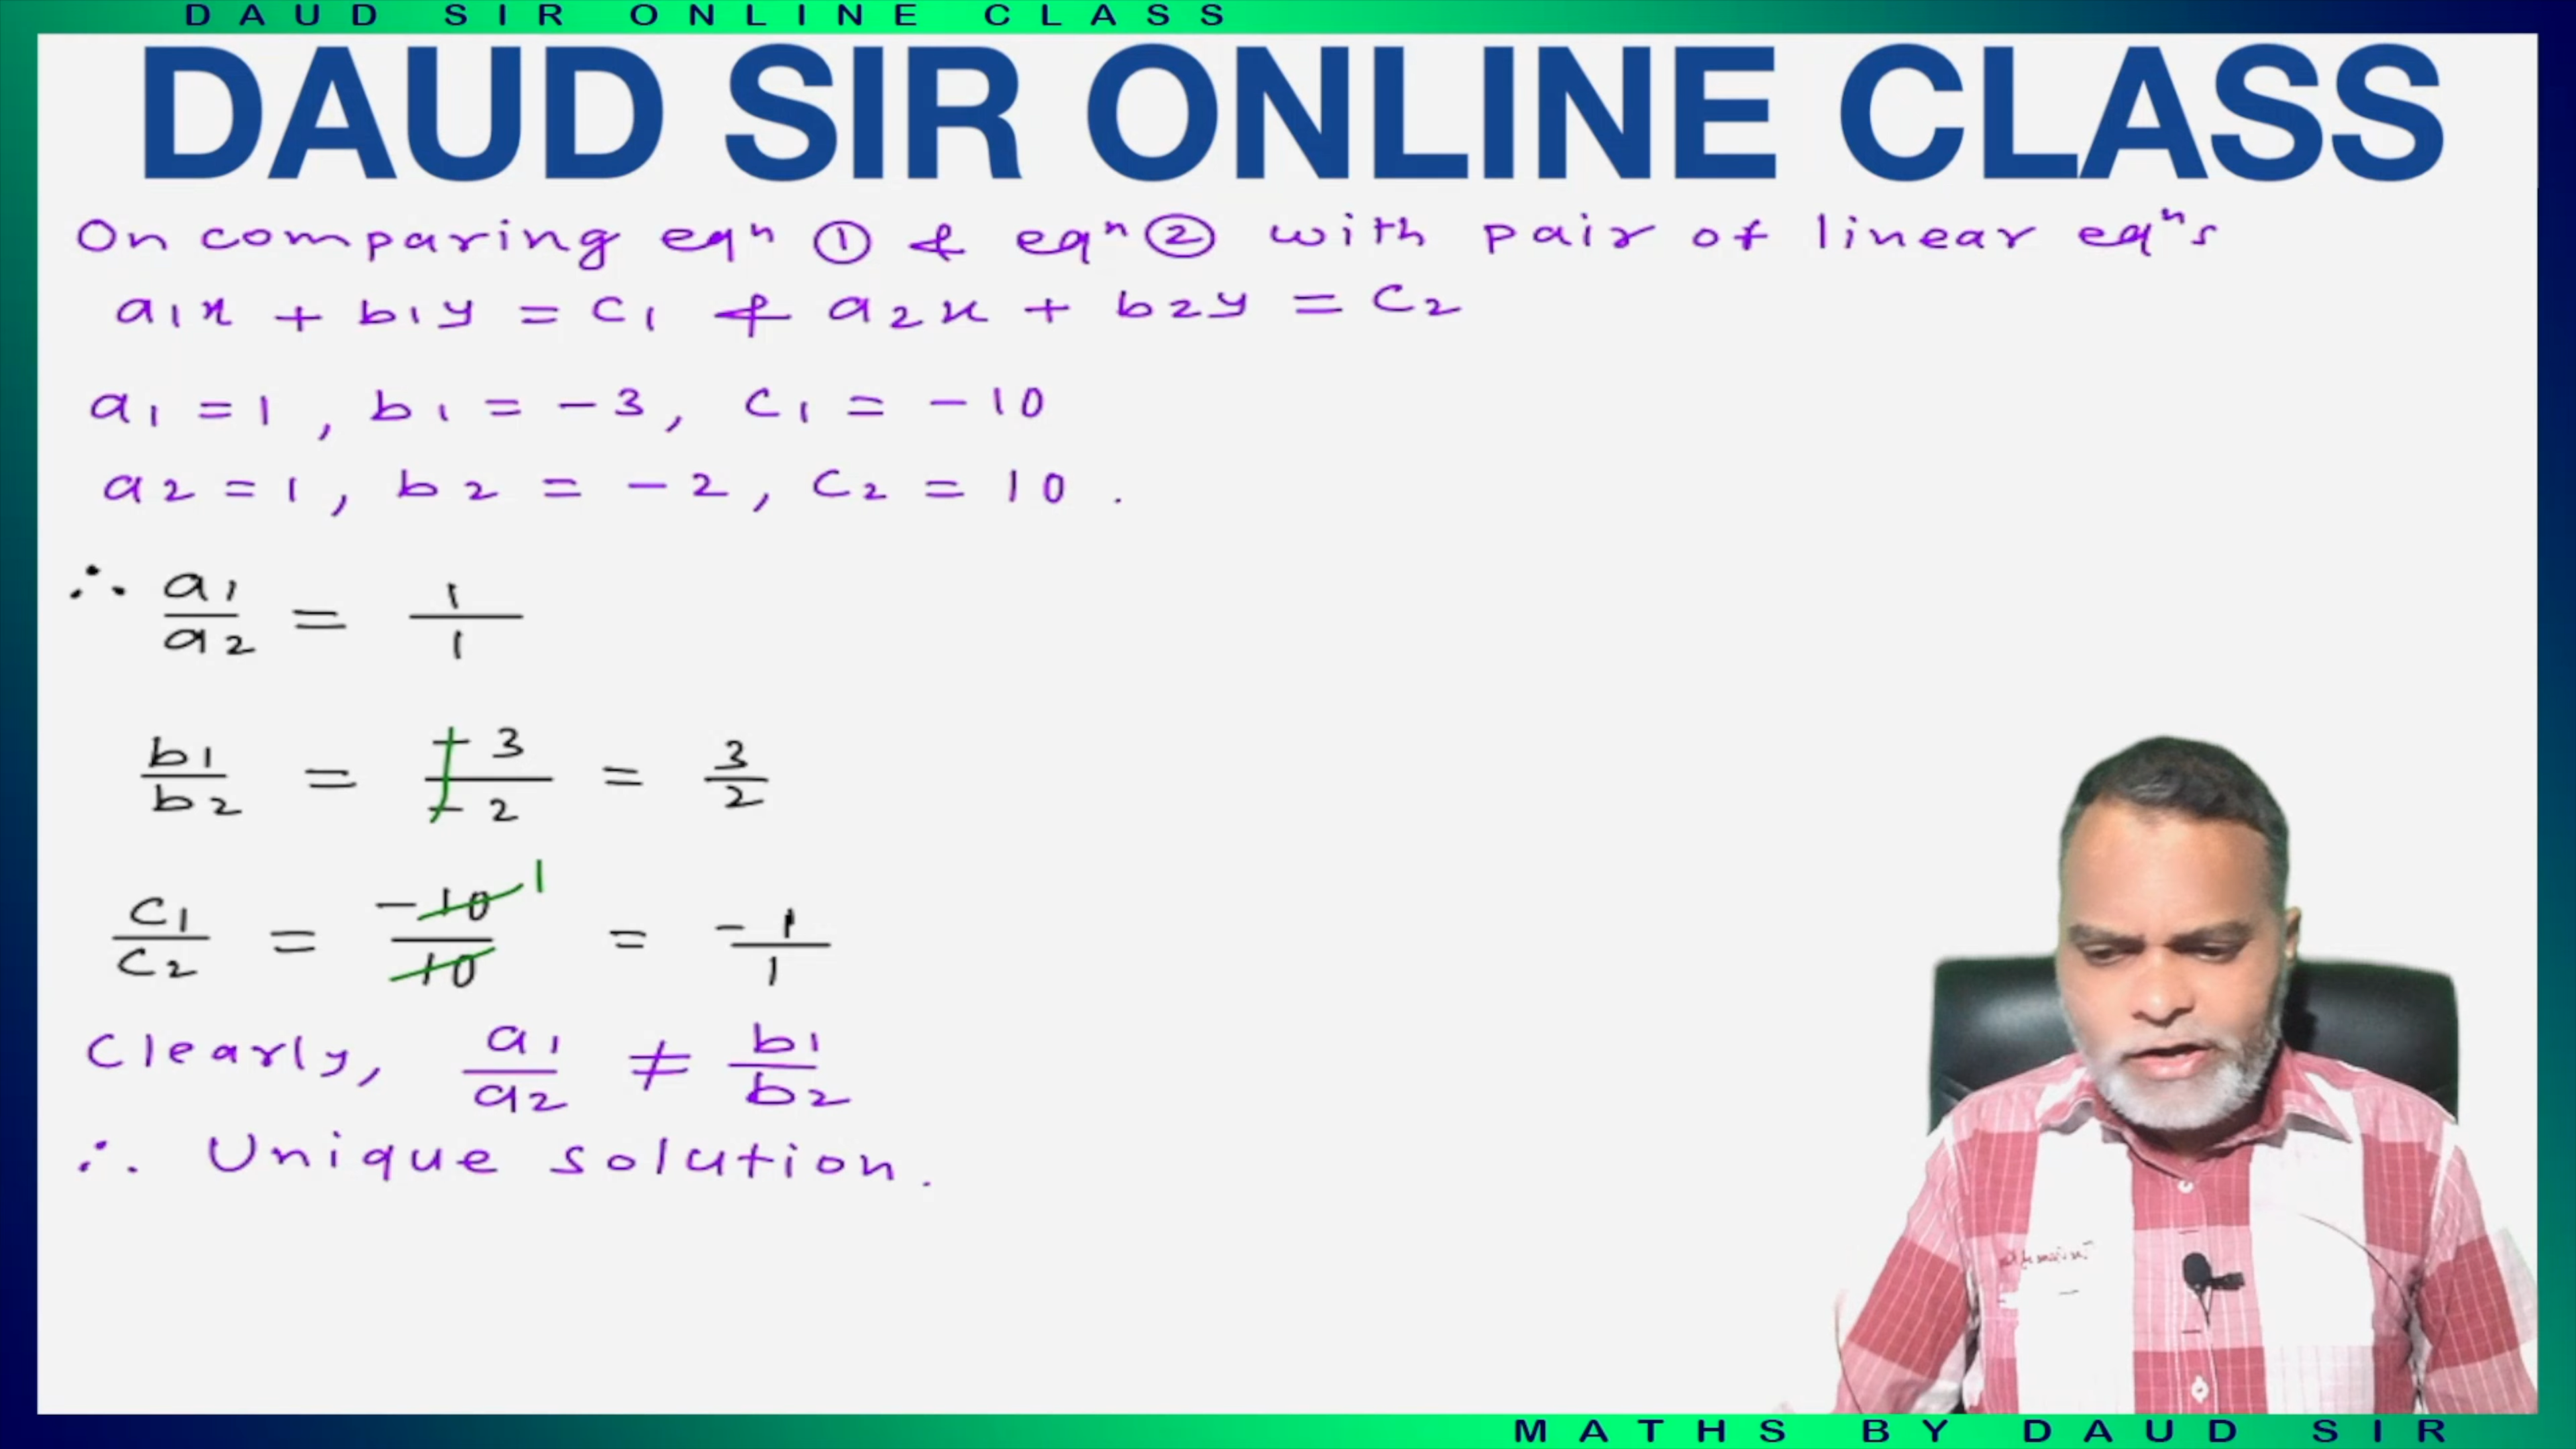 DAUD SIR ONLINE CLASS
DAUD SIR ONLINE CLASS
On comparing eqⁿ ① & eqⁿ ② with pair of linear eqⁿs
a1x + b1y = c1 & a2x + b2y = c2
a1 = 1, b1 = -3, c1 = -10
a2 = 1, b2 = -2, c2 = 10.
∴ a1/a2 = 1/1
b1/b2 = -3/-2 = 3/2
c1/c2 = -10/10 1 = -1/1
Clearly, a1/a2 ≠ b1/b2
∴ Unique solution.
MATHS BY DAUD SIR